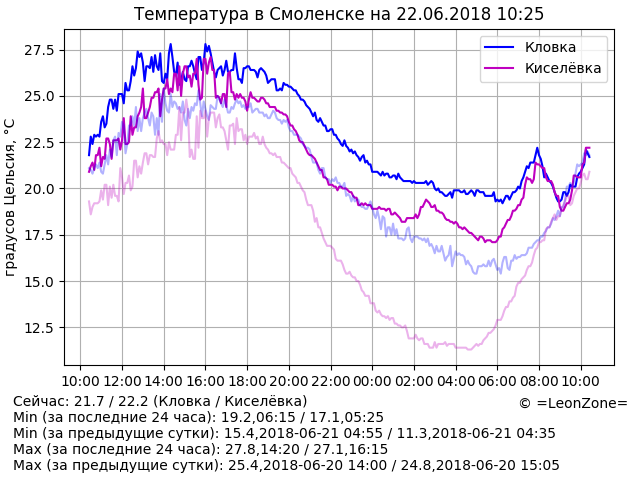 Температура в Смоленске на 22.06.2018 10:25
Кловка
Киселёвка
градусов Цельсия, °C
27.5
25.0
22.5
20.0
17.5
15.0
12.5
10:00 12:00 14:00 16:00 18:00 20:00 22:00 00:00 02:00 04:00 06:00 08:00 10:00
Сейчас: 21.7 / 22.2 (Кловка / Киселёвка)
© =LeonZone=
Min (за последние 24 часа): 19.2,06:15 / 17.1,05:25
Min (за предыдущие сутки): 15.4,2018-06-21 04:55 / 11.3,2018-06-21 04:35
Max (за последние 24 часа): 27.8,14:20 / 27.1,16:15
Max (за предыдущие сутки): 25.4,2018-06-20 14:00 / 24.8,2018-06-20 15:05